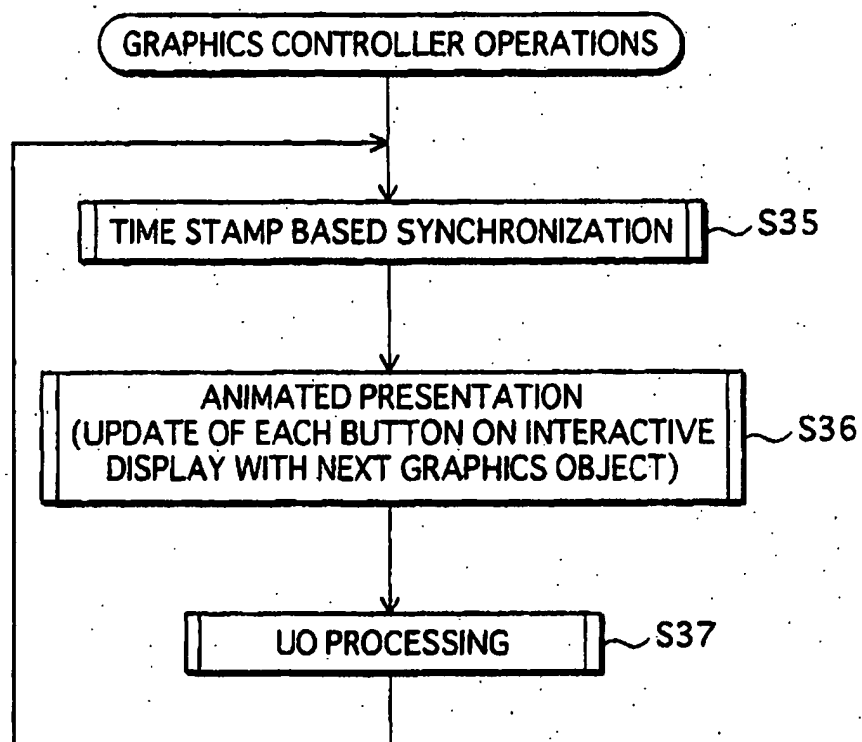 GRAPHICS CONTROLLER OPERATIONS
TIME STAMP BASED SYNCHRONIZATION
S35
ANIMATED PRESENTATION
(UPDATE OF EACH BUTTON ON INTERACTIVE
DISPLAY WITH NEXT GRAPHICS OBJECT)
S36
UO PROCESSING
S37